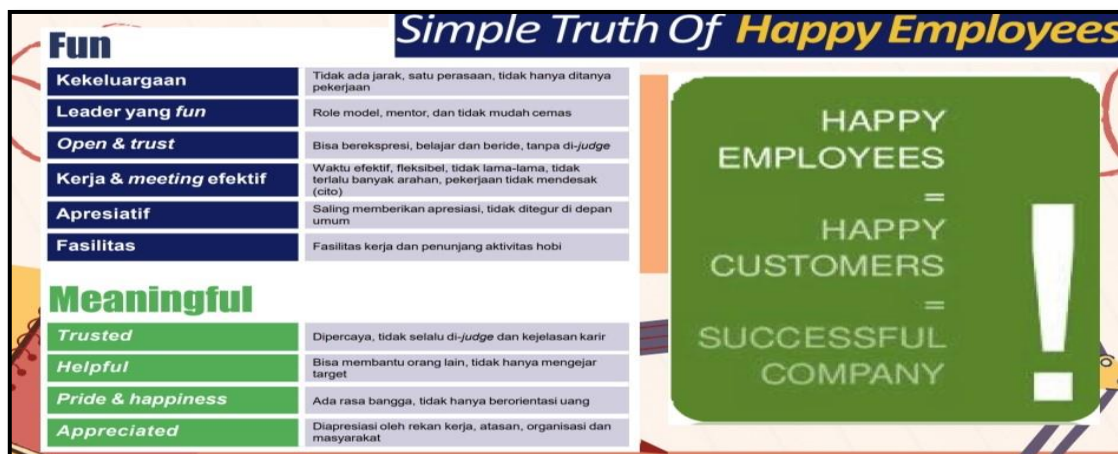 Simple Truth Of Happy Employees
Fun
Kekeluargaan
Tidak ada jarak, satu perasaan, tidak hanya ditanya
pekerjaan
Leader yang fun
Role model, mentor, dan tidak mudah cemas
Open & trust
Bisa berekspresi, belajar dan beride, tanpa di-judge
Kerja & meeting efektif
Waktu efektif, fleksibel, tidak lama-lama, tidak
terlalu banyak arahan, pekerjaan tidak mendesak
(cito)
Apresiatif
Saling memberikan apresiasi, tidak ditegur di depan
umum
Fasilitas
Fasilitas kerja dan penunjang aktivitas hobi
Meaningful
Trusted
Dipercaya, tidak selalu di-judge dan kejelasan karir
Helpful
Bisa membantu orang lain, tidak hanya mengejar
target
Pride & happiness
Ada rasa bangga, tidak hanya berorientasi uang
Appreciated
Diapresiasi oleh rekan kerja, atasan, organisasi dan
masyarakat
HAPPY
EMPLOYEES
=
HAPPY
CUSTOMERS
=
SUCCESSFUL
COMPANY
!